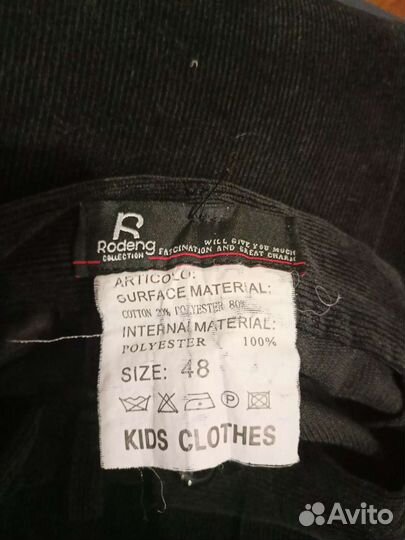 R
Rodeng
COLLECTION
WILL GIVE YOU MUCH
FASCINATION AND GREAT CHARM
ARTICOLO:
SURFACE MATERIAL:
COTTON 20% POLYESTER 80%
INTERNAL MATERIAL:
POLYESTER 100%
SIZE: 48
P
KIDS CLOTHES
Avito